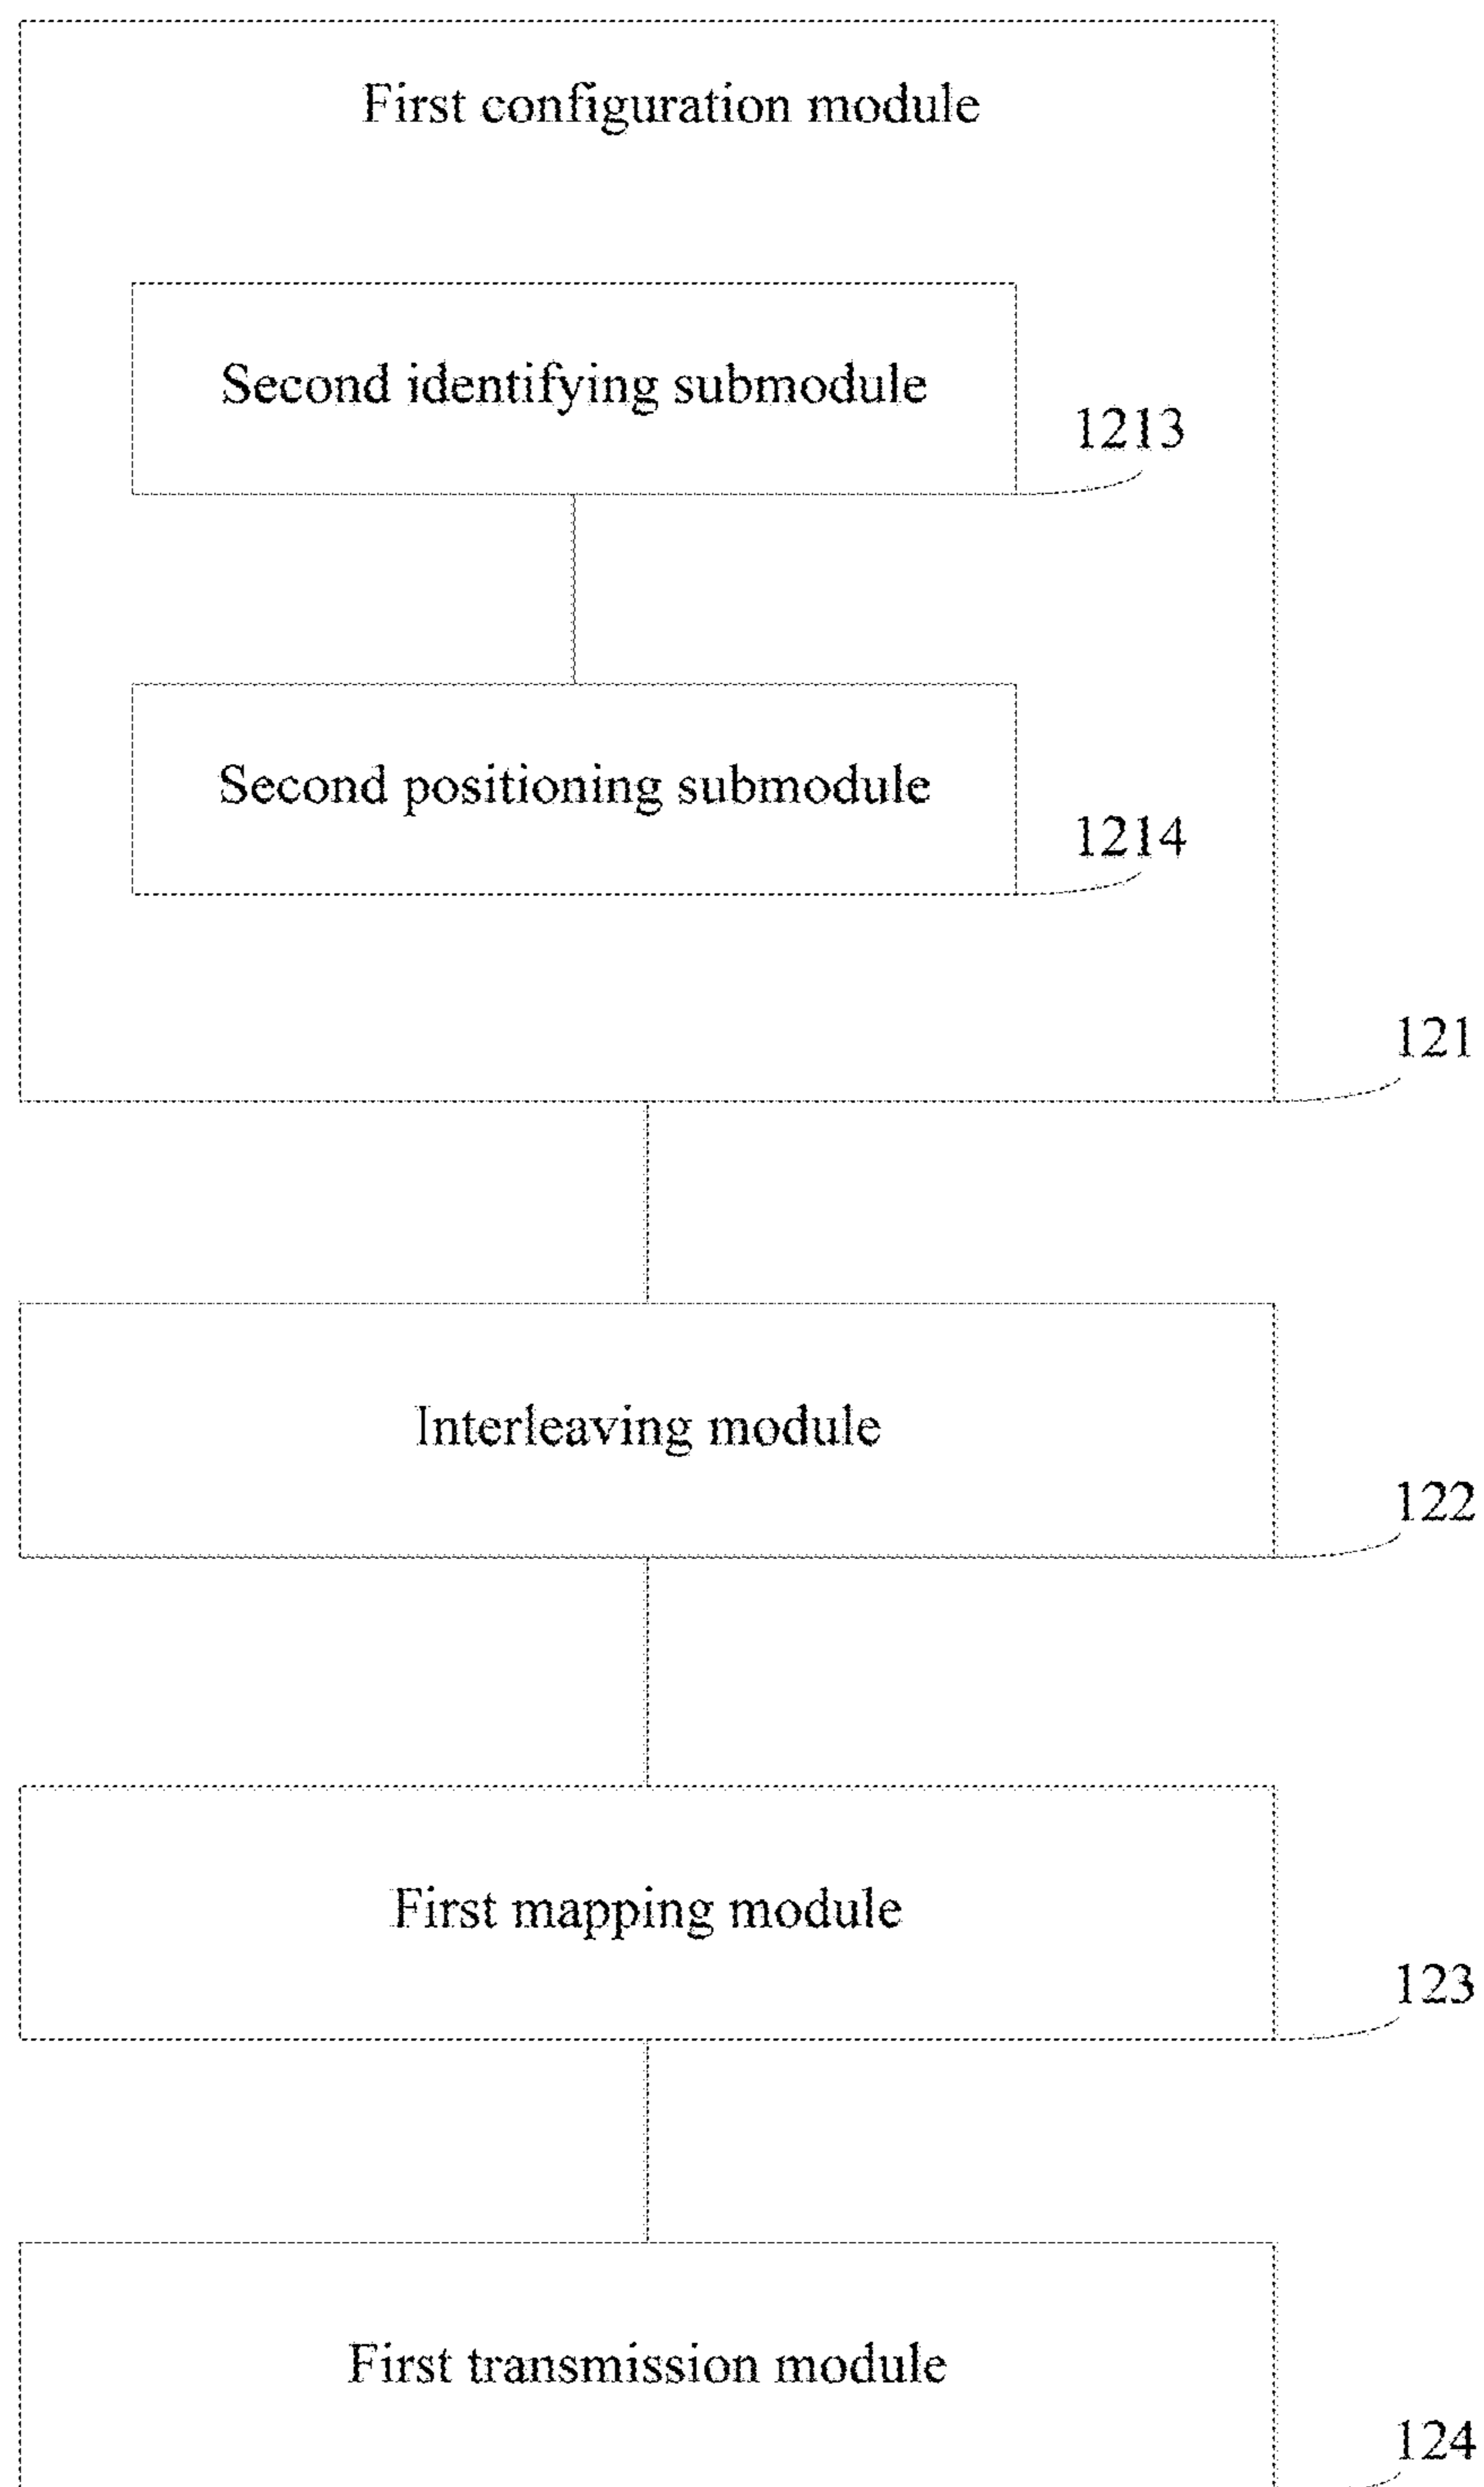 First configuration module
Second identifying submodule
1213
Second positioning submodule
1214
121
Interleaving module
122
First mapping module
123
First transmission module
124